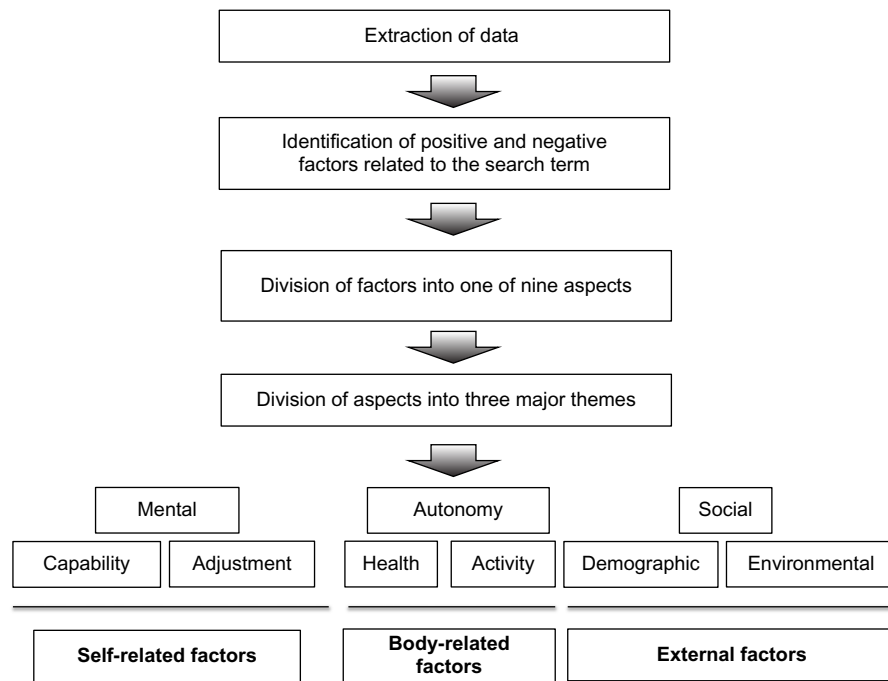 Extraction of data
Identification of positive and negative
factors related to the search term
Division of factors into one of nine aspects
Division of aspects into three major themes
Mental
Autonomy
Social
Capability
Adjustment
Health
Activity
Demographic
Environmental
Self-related factors
Body-related
factors
External factors